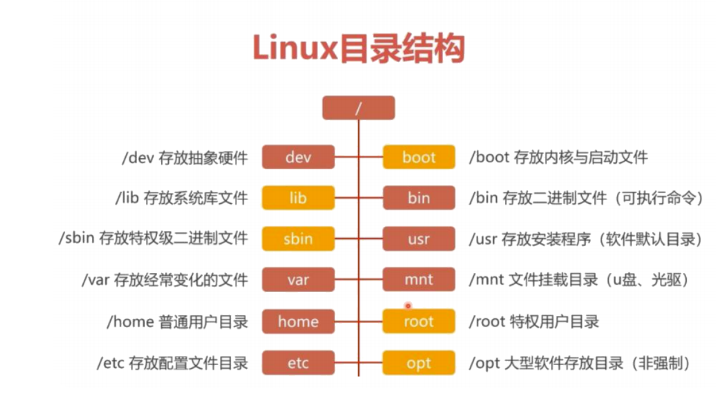 Linux目录结构
/
/dev 存放抽象硬件 dev boot /boot 存放内核与启动文件
/lib 存放系统库文件 lib bin /bin 存放二进制文件（可执行命令）
/sbin 存放特权级二进制文件 sbin usr /usr 存放安装程序（软件默认目录）
/var 存放经常变化的文件 var mnt /mnt 文件挂载目录（u盘、光驱）
/home 普通用户目录 home root /root 特权用户目录
/etc 存放配置文件目录 etc opt /opt 大型软件存放目录（非强制）